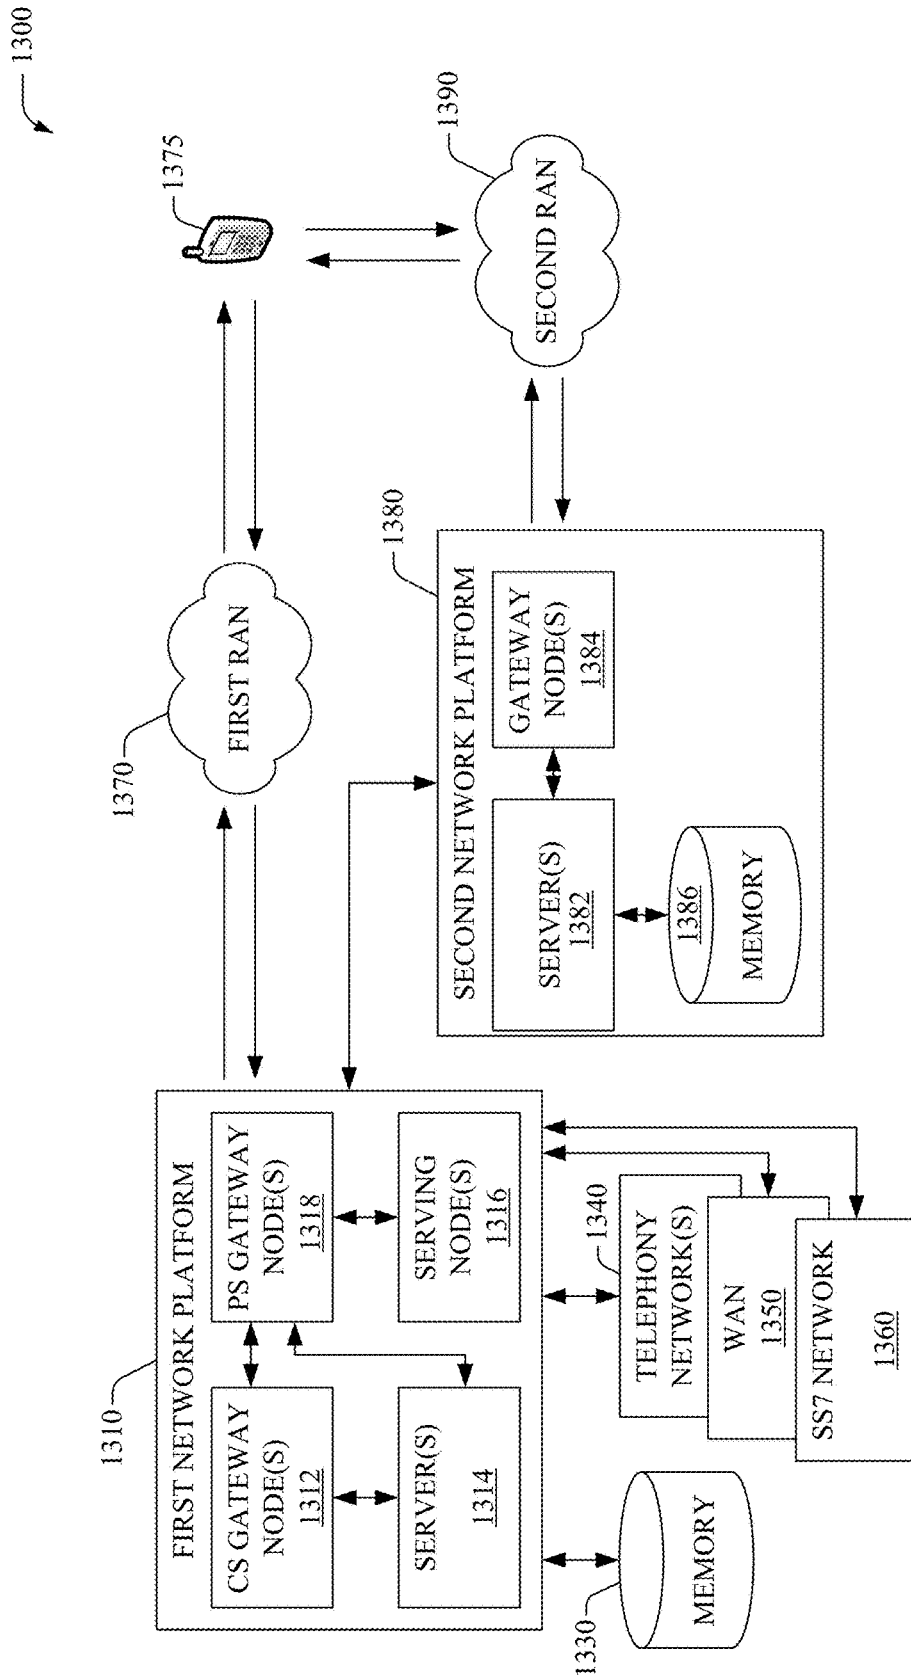 1300
1375
1390
SECOND RAN
1370
FIRST RAN
1380
SECOND NETWORK PLATFORM
GATEWAY
NODE(S)
1384
SERVER(S)
1382
1386
MEMORY
1310
FIRST NETWORK PLATFORM
PS GATEWAY
NODE(S)
1318
CS GATEWAY
NODE(S)
1312
SERVING
NODE(S)
1316
SERVER(S)
1314
1340
TELEPHONY
NETWORK(S)
WAN
1350
SS7 NETWORK
1360
1330
MEMORY